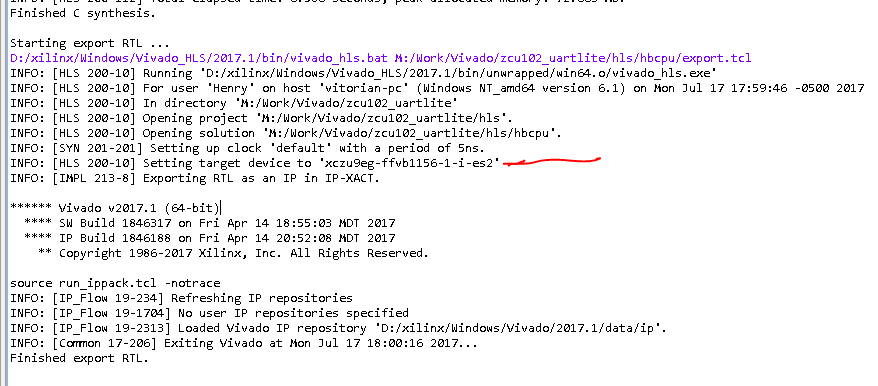 Finished C synthesis.
Starting export RTL ...
D:/xilinx/Windows/Vivado_HLS/2017.1/bin/vivado_hls.bat M:/Work/Vivado/zcu102_uartlite/hls/hbcpu/export.tcl
INFO: [HLS 200-10] Running 'D:/xilinx/Windows/Vivado_HLS/2017.1/bin/unwrapped/win64.o/vivado_hls.exe'
INFO: [HLS 200-10] For user 'Henry' on host 'vitorian-pc' (Windows NT_amd64 version 6.1) on Mon Jul 17 17:59:46 -0500 2017
INFO: [HLS 200-10] In directory 'M:/Work/Vivado/zcu102_uartlite'
INFO: [HLS 200-10] Opening project 'M:/Work/Vivado/zcu102_uartlite/hls'.
INFO: [HLS 200-10] Opening solution 'M:/Work/Vivado/zcu102_uartlite/hls/hbcpu'.
INFO: [SYN 201-201] Setting up clock 'default' with a period of 5ns.
INFO: [HLS 200-10] Setting target device to 'xczu9eg-ffvb1156-1-i-es2'
INFO: [IMPL 213-8] Exporting RTL as an IP in IP-XACT.
****** Vivado v2017.1 (64-bit)
**** SW Build 1846317 on Fri Apr 14 18:55:03 MDT 2017
**** IP Build 1846188 on Fri Apr 14 20:52:08 MDT 2017
** Copyright 1986-2017 Xilinx, Inc. All Rights Reserved.
source run_ippack.tcl -notrace
INFO: [IP_Flow 19-234] Refreshing IP repositories
INFO: [IP_Flow 19-1704] No user IP repositories specified
INFO: [IP_Flow 19-2313] Loaded Vivado IP repository 'D:/xilinx/Windows/Vivado/2017.1/data/ip'.
INFO: [Common 17-206] Exiting Vivado at Mon Jul 17 18:00:16 2017...
Finished export RTL.